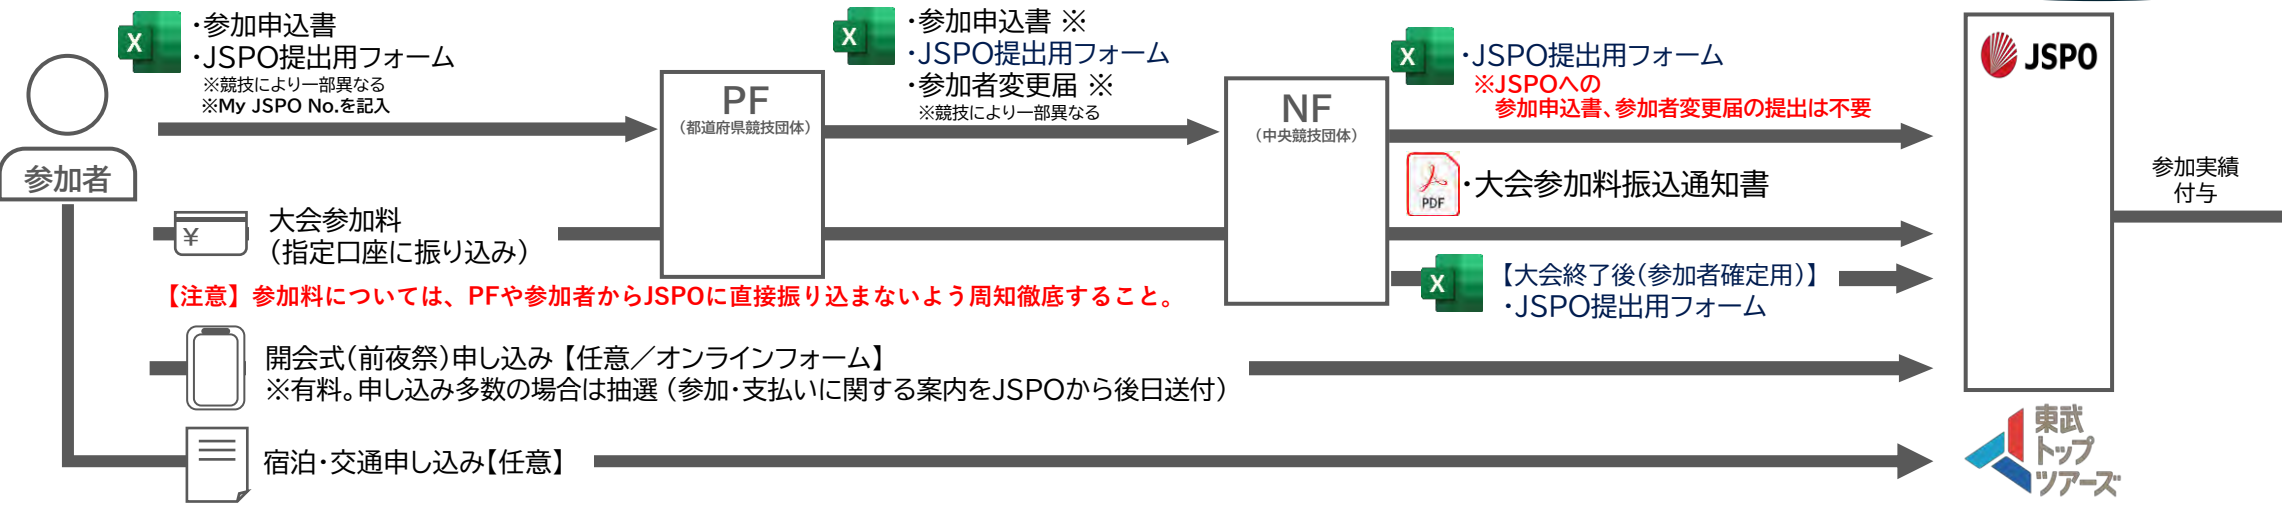 ・参加申込書
・JSPO提出用フォーム
※競技により一部異なる
※My JSPO No.を記入
参加者
X
PF
（都道府県競技団体）
X
・参加申込書 ※
・JSPO提出用フォーム
・参加者変更届 ※
※競技により一部異なる
NF
（中央競技団体）
X
・JSPO提出用フォーム
※JSPOへの
参加申込書、参加者変更届の提出は不要
PDF
・大会参加料振込通知書
JSPO
参加実績
付与
¥
大会参加料
（指定口座に振り込み）
【注意】参加料については、PFや参加者からJSPOに直接振り込まないよう周知徹底すること。
X
【大会終了後（参加者確定用）】
・JSPO提出用フォーム
開会式（前夜祭）申し込み【任意／オンラインフォーム】
※有料。申し込み多数の場合は抽選（参加・支払いに関する案内をJSPOから後日送付）
宿泊・交通申し込み【任意】
東武
トップ
ツアーズ